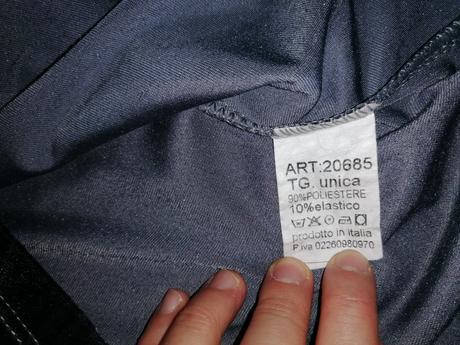 ART:20685
TG. unica
90%POLIESTERE
10%elastico
prodotto in italia
P.iva 02260980970